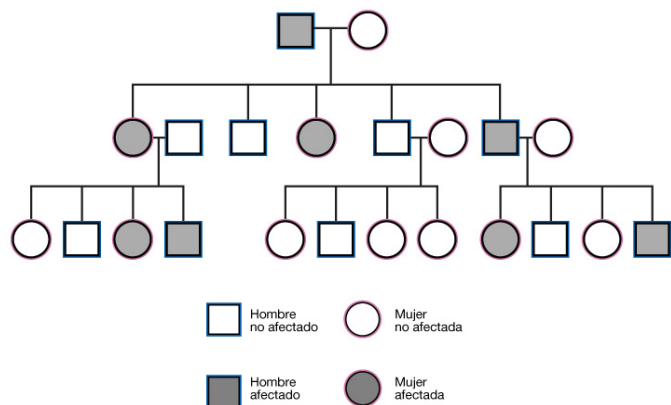 Hombre
no afectado
Mujer
no afectada
Hombre
afectado
Mujer
afectada